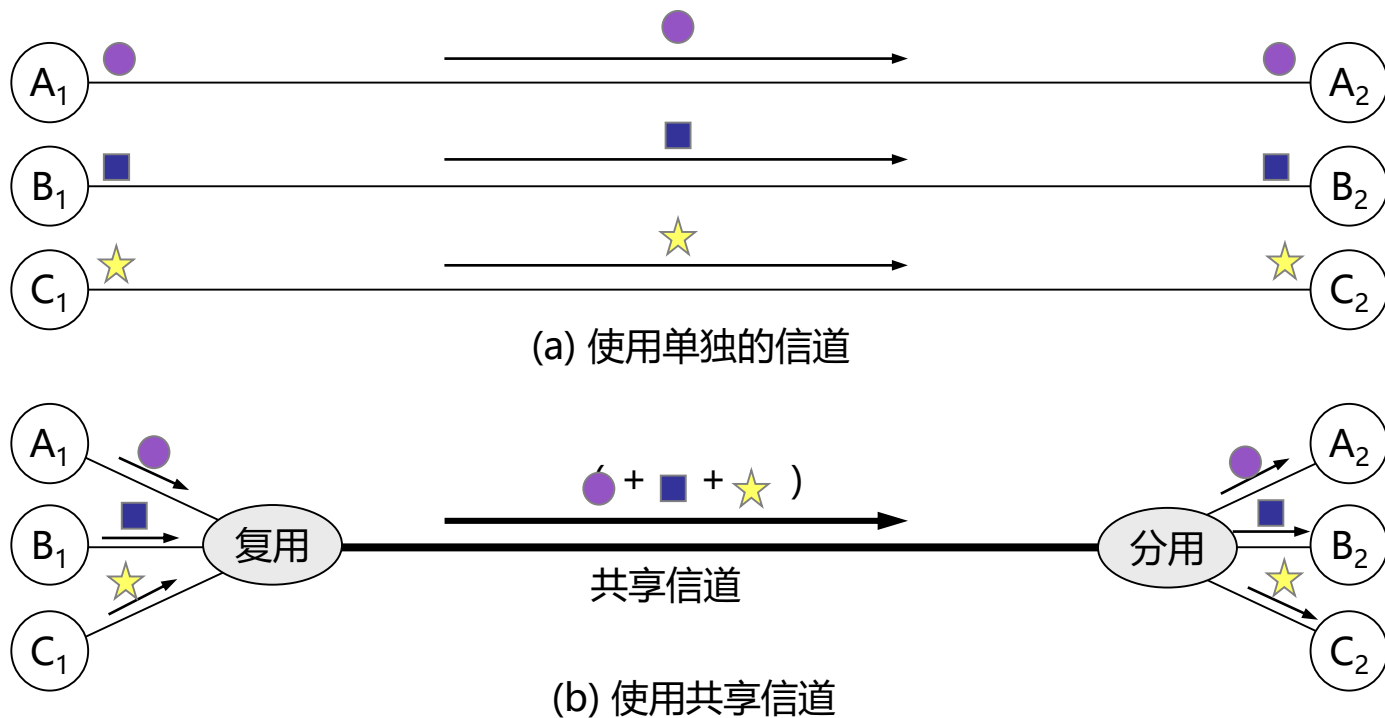 A₁ A₂
B₁ B₂
C₁ C₂
(a) 使用单独的信道
A₁ A₂
( + + )
B₁ 复用 分用 B₂
共享信道
C₁ C₂
(b) 使用共享信道